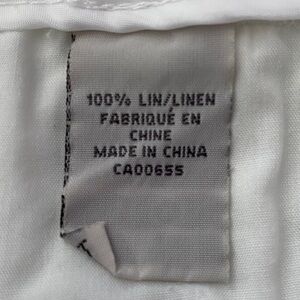 100% LIN/LINEN
FABRIQUÉ EN
CHINE
MADE IN CHINA
CA00655